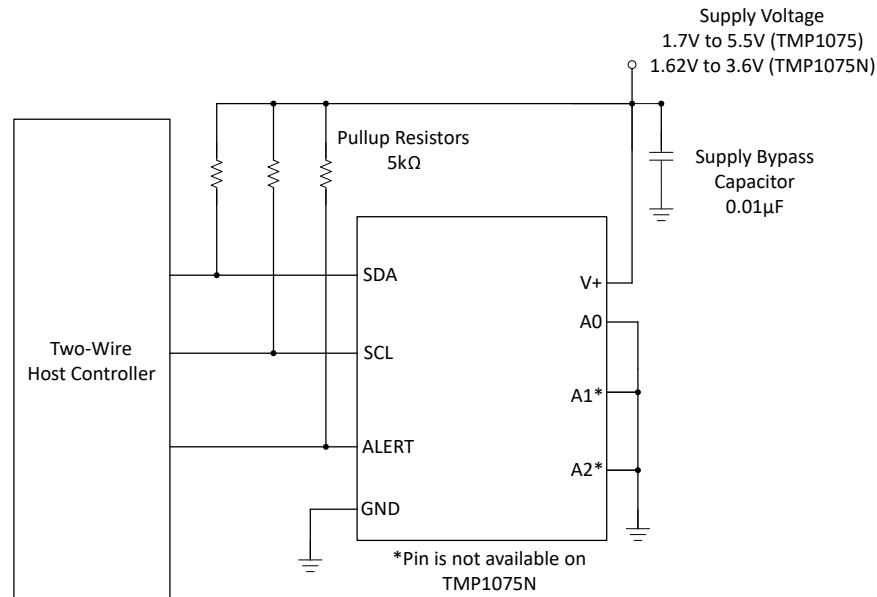 Supply Voltage
1.7V to 5.5V (TMP1075)
1.62V to 3.6V (TMP1075N)
Pullup Resistors
5kΩ
Supply Bypass
Capacitor
0.01µF
Two-Wire
Host Controller
SDA
SCL
ALERT
GND
V+
A0
A1*
A2*
*Pin is not available on
TMP1075N